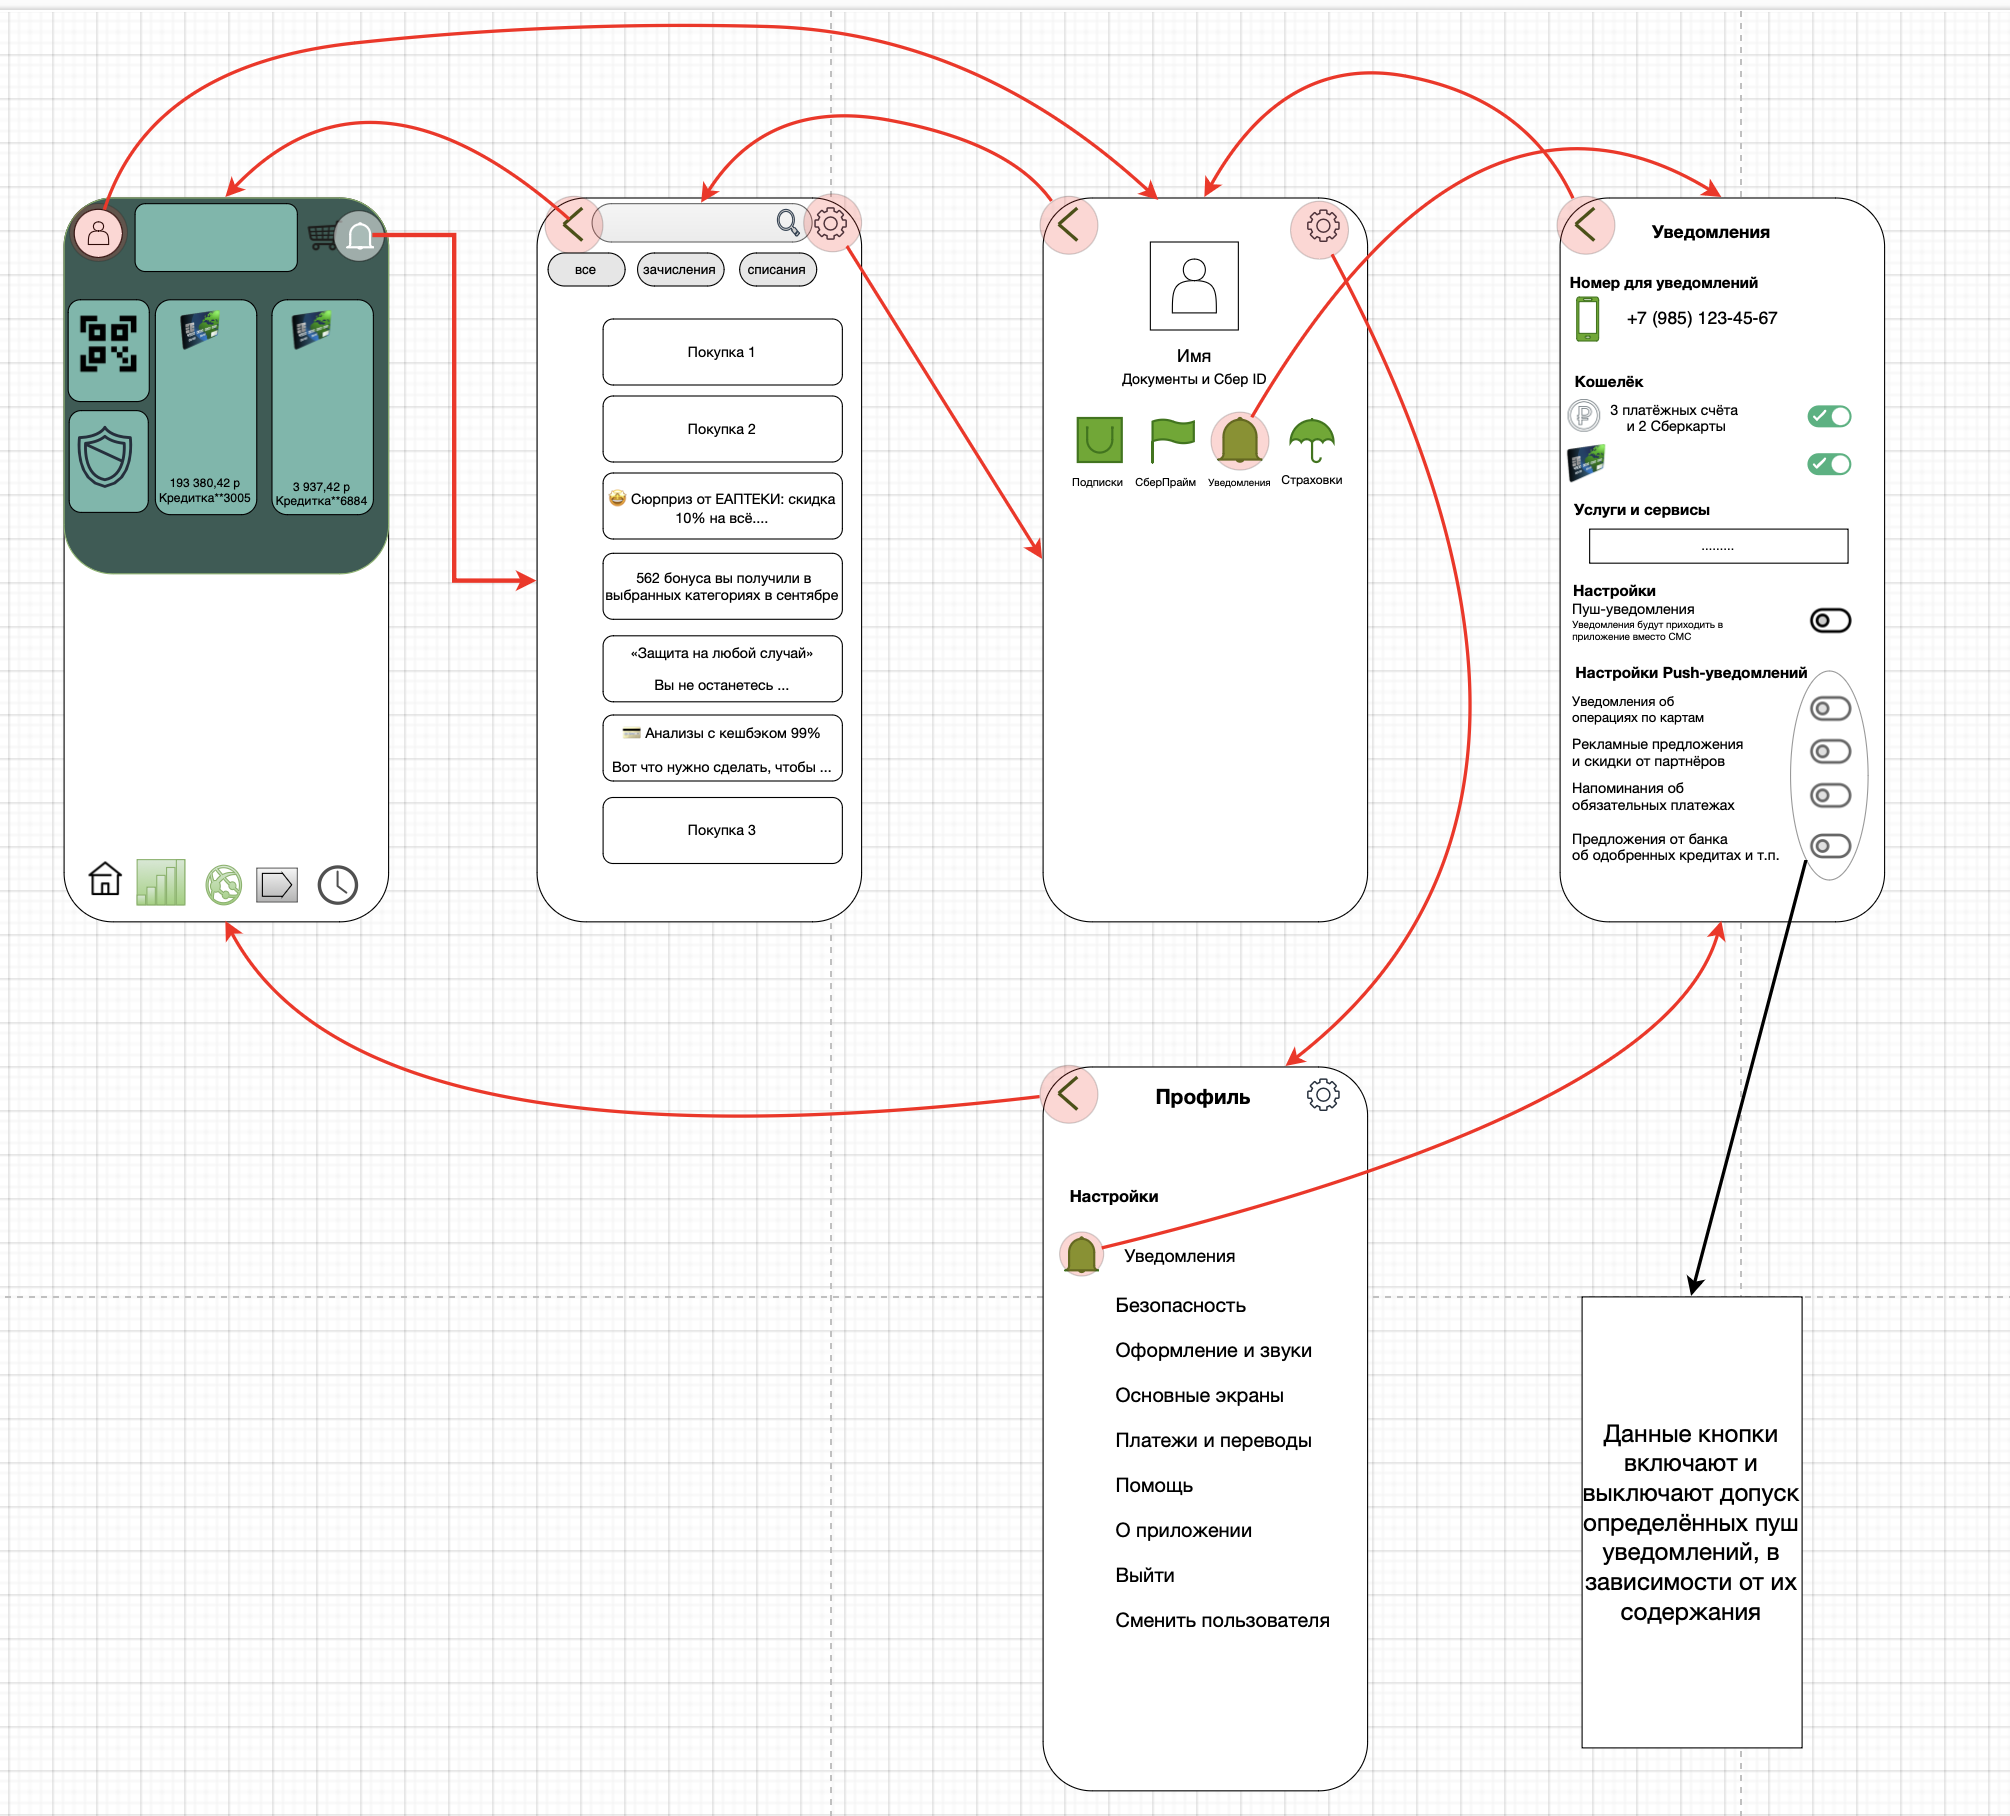 193 380,42 р
Кредитка**3005
3 937,42 р
Кредитка**6884
все
зачисления
списания
Покупка 1
Покупка 2
🤩 Сюрприз от ЕАПТЕКИ: скидка
10% на всё....
562 бонуса вы получили в
выбранных категориях в сентябре
«Защита на любой случай»
Вы не останетесь ...
💳 Анализы с кешбэком 99%
Вот что нужно сделать, чтобы ...
Покупка 3
Имя
Документы и Сбер ID
Подписки
СберПрайм
Уведомления
Страховки
Уведомления
Номер для уведомлений
+7 (985) 123-45-67
Кошелёк
3 платёжных счёта
и 2 Сберкарты
Услуги и сервисы
.........
Настройки
Пуш-уведомления
Уведомления будут приходить в
приложение вместо СМС
Настройки Push-уведомлений
Уведомления об
операциях по картам
Рекламные предложения
и скидки от партнёров
Напоминания об
обязательных платежах
Предложения от банка
об одобренных кредитах и т.п.
Профиль
Настройки
Уведомления
Безопасность
Оформление и звуки
Основные экраны
Платежи и переводы
Помощь
О приложении
Выйти
Сменить пользователя
Данные кнопки
включают и
выключают допуск
определённых пуш
уведомлений, в
зависимости от их
содержания